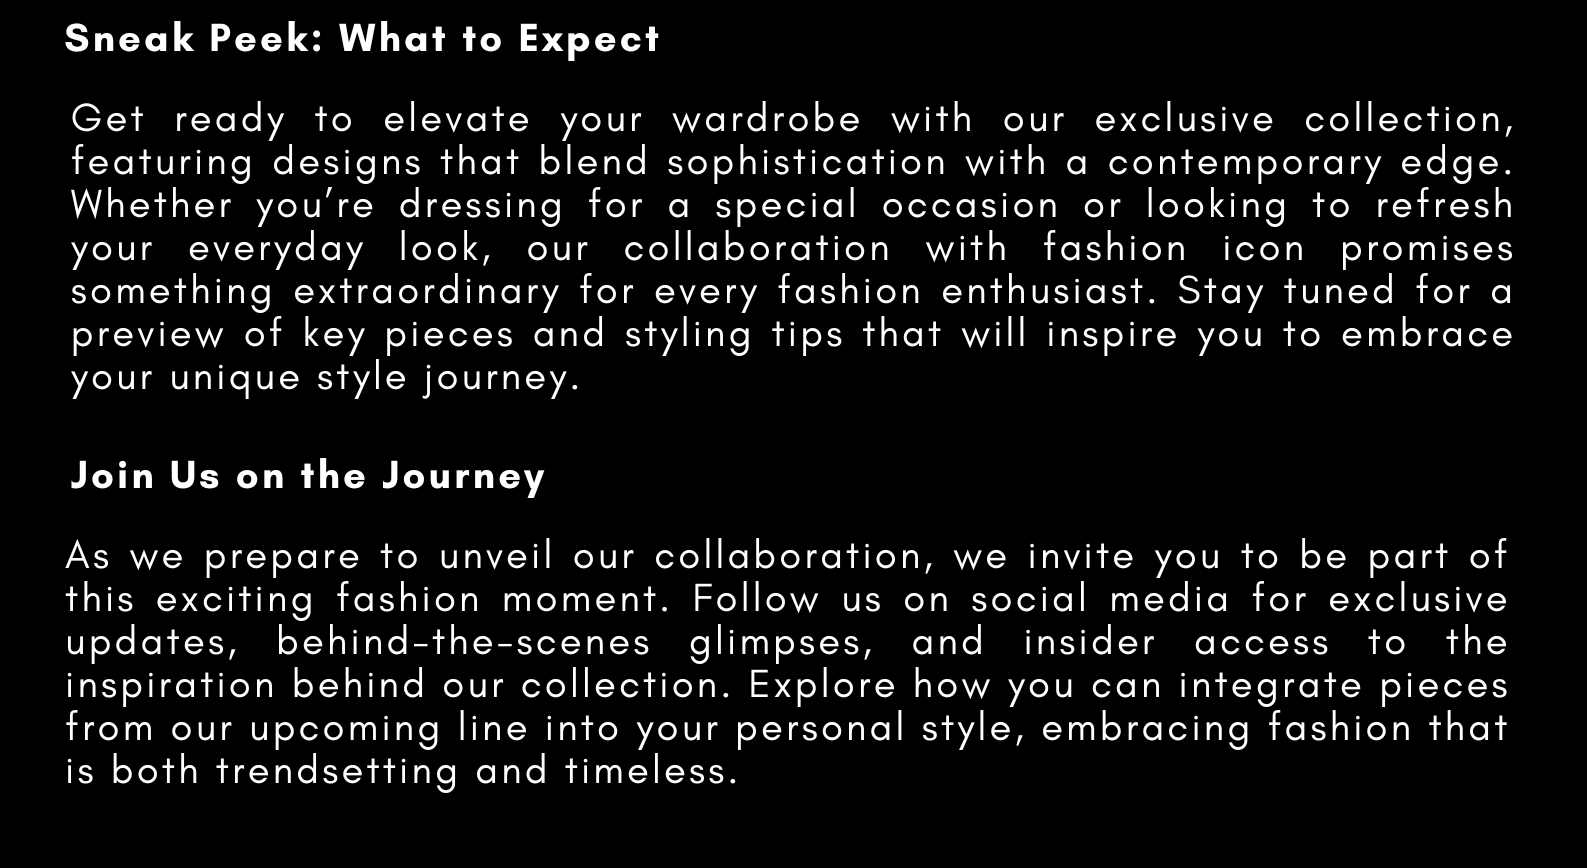 Sneak Peek: What to Expect
Get ready to elevate your wardrobe with our exclusive collection,
featuring designs that blend sophistication with a contemporary edge.
Whether you’re dressing for a special occasion or looking to refresh
your everyday look, our collaboration with fashion icon promises
something extraordinary for every fashion enthusiast. Stay tuned for a
preview of key pieces and styling tips that will inspire you to embrace
your unique style journey.
Join Us on the Journey
As we prepare to unveil our collaboration, we invite you to be part of
this exciting fashion moment. Follow us on social media for exclusive
updates, behind-the-scenes glimpses, and insider access to the
inspiration behind our collection. Explore how you can integrate pieces
from our upcoming line into your personal style, embracing fashion that
is both trendsetting and timeless.